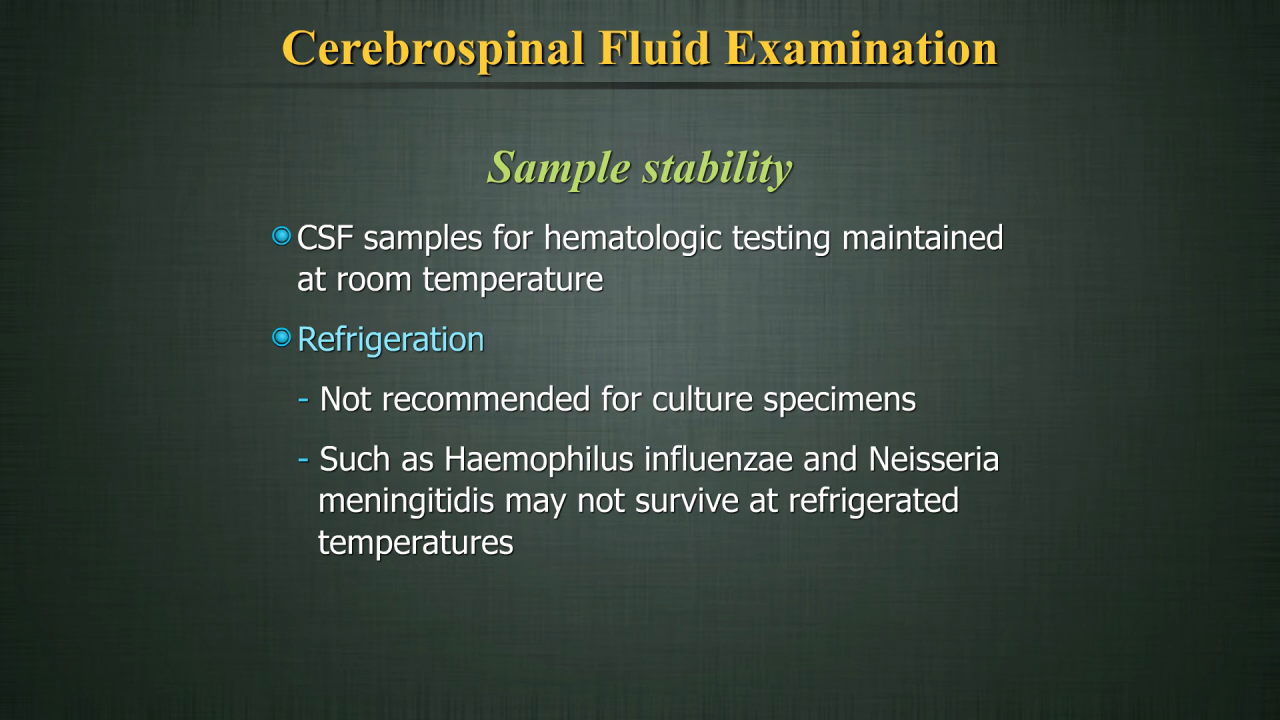 Cerebrospinal Fluid Examination
Sample stability
CSF samples for hematologic testing maintained
at room temperature
Refrigeration
- Not recommended for culture specimens
- Such as Haemophilus influenzae and Neisseria
meningitidis may not survive at refrigerated
temperatures